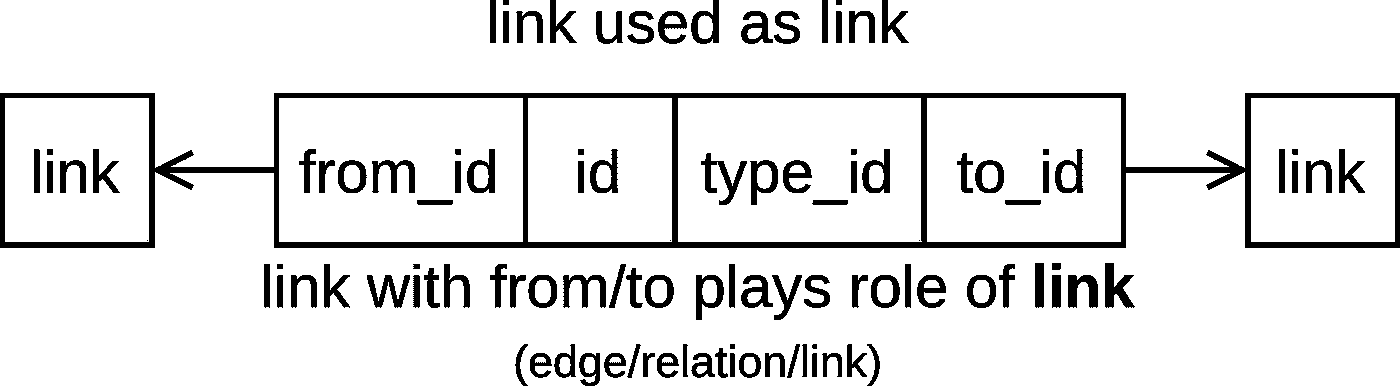 link used as link
link from_id id type_id to_id link
link with from/to plays role of link
(edge/relation/link)